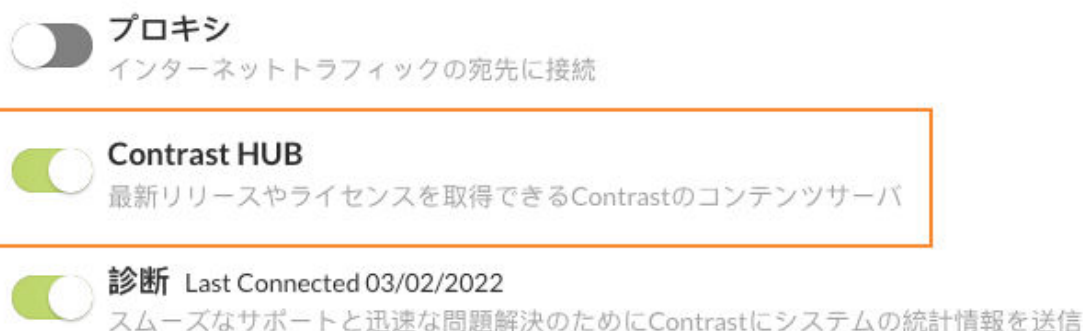 プロキシ
インターネットトラフィックの宛先に接続
Contrast HUB
最新リリースやライセンスを取得できるContrastのコンテンツサーバ
診断 Last Connected 03/02/2022
スムーズなサポートと迅速な問題解決のためにContrastにシステムの統計情報を送信